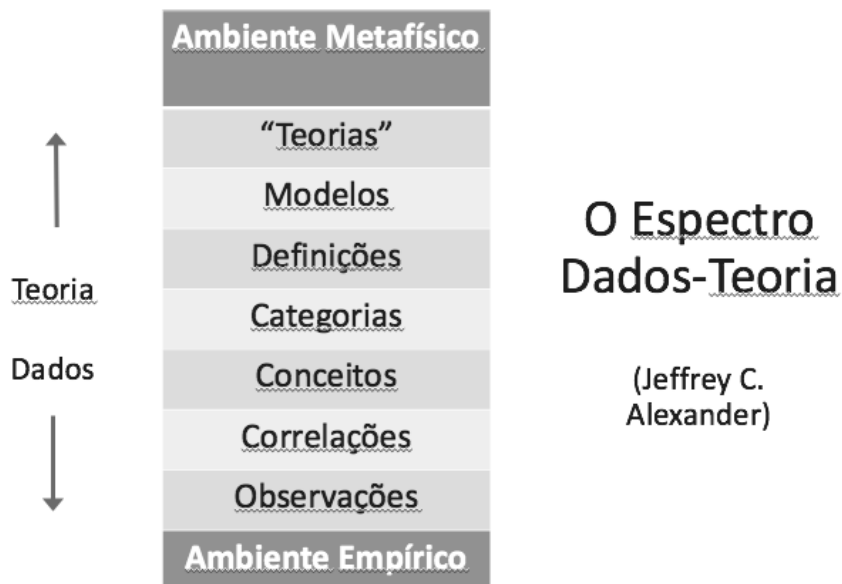 Ambiente Metafísico
“Teorias”
Modelos
Definições
Categorias
Conceitos
Correlações
Observações
Ambiente Empírico
Teoria
Dados
O Espectro
Dados-Teoria
(Jeffrey C.
Alexander)